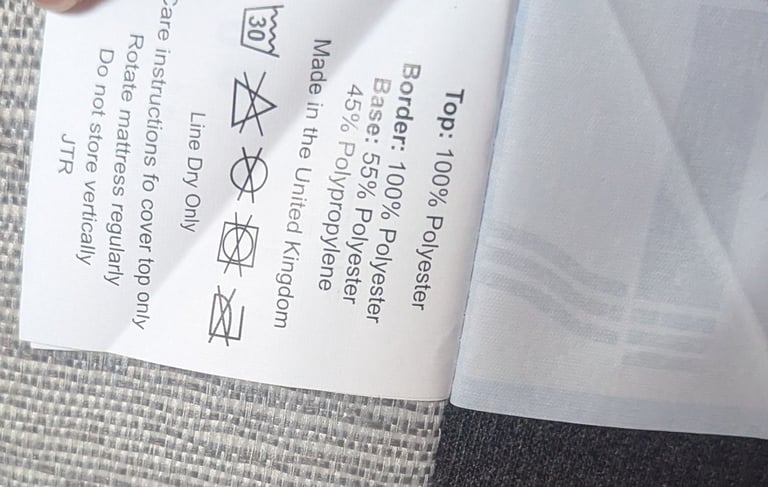 Top: 100% Polyester
Border: 100% Polyester
Base: 55% Polyester
45% Polypropylene
Made in the United Kingdom
30
Line Dry Only
Care instructions fo cover top only
Rotate mattress regularly
Do not store vertically
JTR